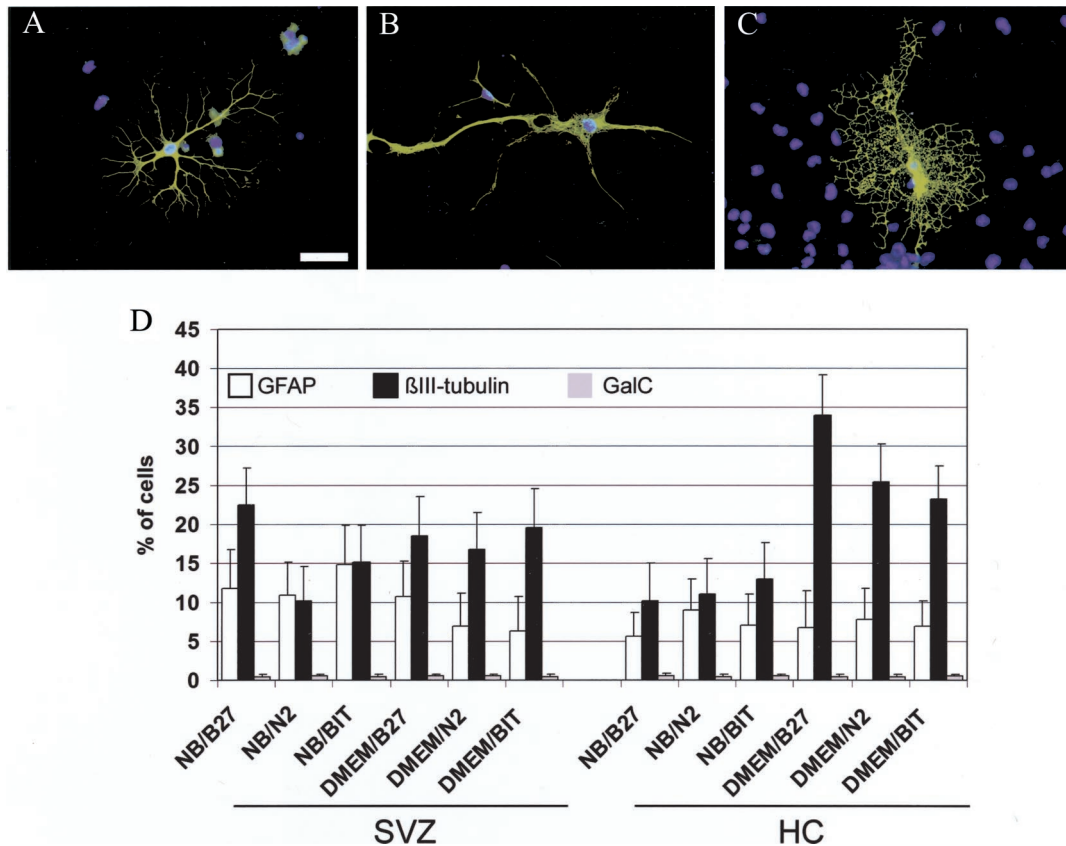 A
B
C
D
45
40
35
30
25
20
15
10
5
0
% of cells
GFAP
ßIII-tubulin
GalC
NB/B27
NB/N2
NB/BIT
DMEM/B27
DMEM/N2
DMEM/BIT
NB/B27
NB/N2
NB/BIT
DMEM/B27
DMEM/N2
DMEM/BIT
SVZ
HC